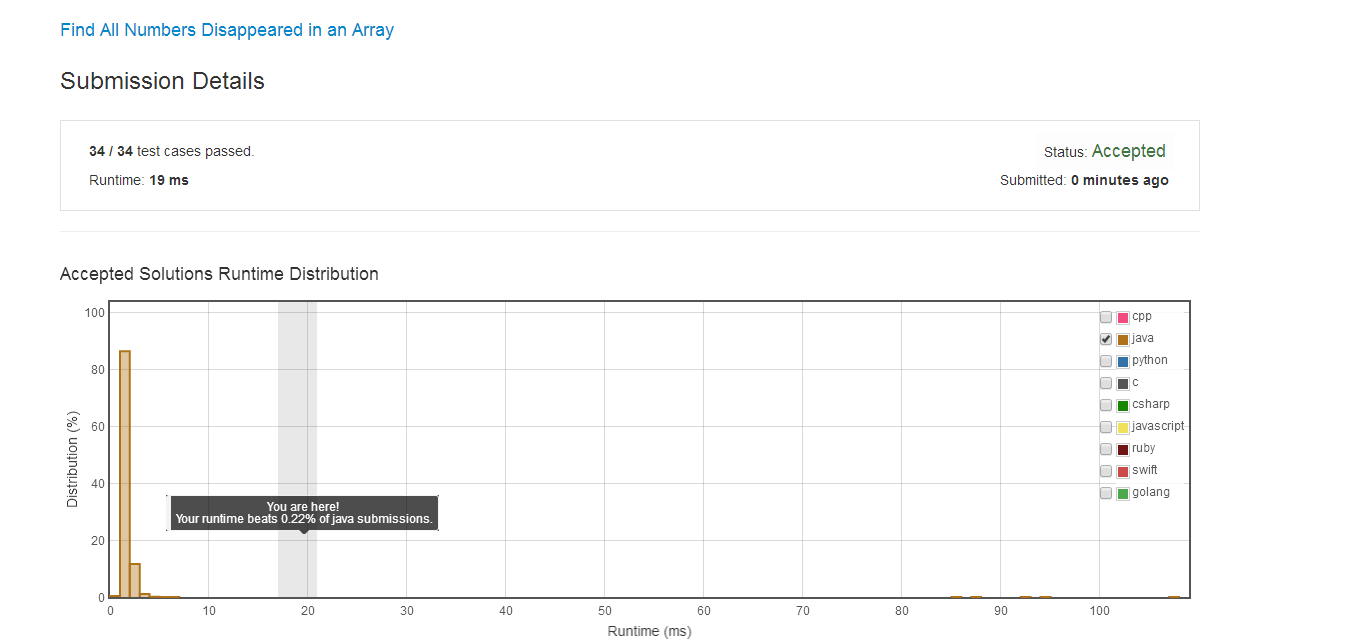 Find All Numbers Disappeared in an Array
Submission Details
34 / 34 test cases passed.
Status: Accepted
Runtime: 19 ms
Submitted: 0 minutes ago
Accepted Solutions Runtime Distribution
Distribution (%)
100
80
60
40
20
0
You are here!
Your runtime beats 0.22% of java submissions.
cpp
java
python
c
csharp
javascript
ruby
swift
golang
0 10 20 30 40 50 60 70 80 90 100
Runtime (ms)